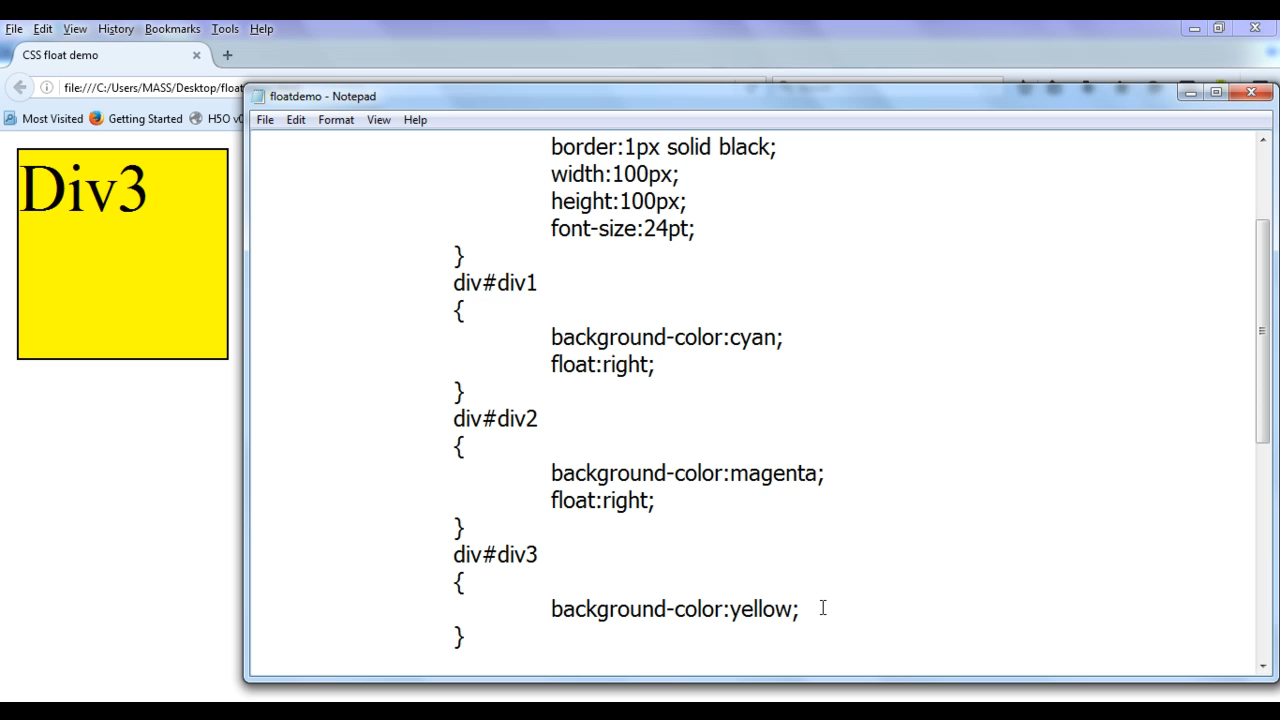 File Edit View History Bookmarks Tools Help
CSS float demo
file:///C:/Users/MASS/Desktop/float
Most Visited Getting Started H5O
floatdemo - Notepad
File Edit Format View Help
border:1px solid black;
width:100px;
height:100px;
font-size:24pt;
}
div#div1
{
background-color:cyan;
float:right;
}
div#div2
{
background-color:magenta;
float:right;
}
div#div3
{
background-color:yellow;
}
Div3